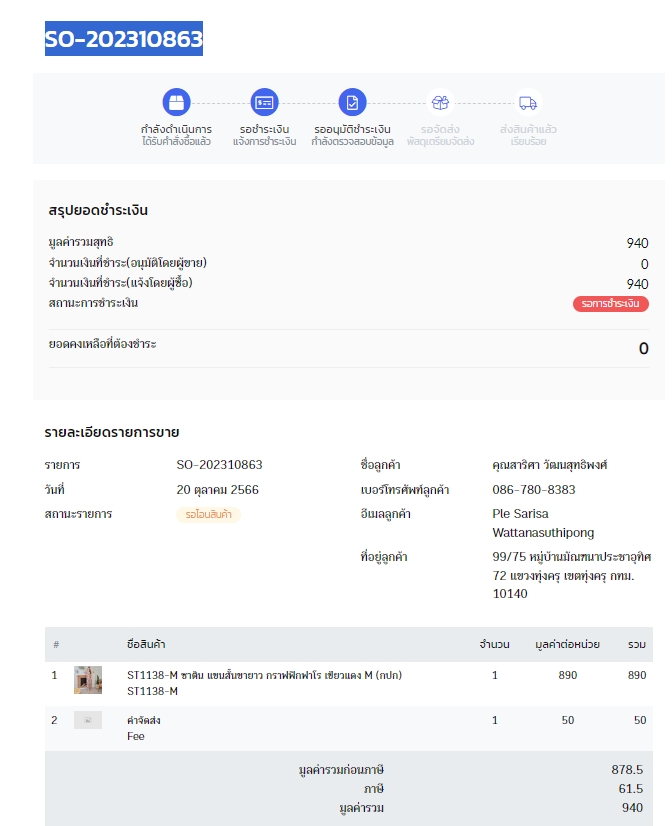 SO-202310863
กำลังดำเนินการ
ได้รับคำสั่งซื้อแล้ว
รอชำระเงิน
แจ้งการชำระเงิน
รออนุมัติชำระเงิน
กำลังตรวจสอบข้อมูล
รอจัดส่ง
พัสดุเตรียมจัดส่ง
ส่งสินค้าแล้ว
เรียบร้อย
สรุปยอดชำระเงิน
มูลค่ารวมสุทธิ 940
จำนวนเงินที่ชำระ(อนุมัติโดยผู้ขาย) 0
จำนวนเงินที่ชำระ(แจ้งโดยผู้ซื้อ) 940
สถานะการชำระเงิน รอการชำระเงิน
ยอดคงเหลือที่ต้องชำระ 0
รายละเอียดรายการขาย
รายการ SO-202310863
วันที่ 20 ตุลาคม 2566
สถานะรายการ รอโอนสินค้า
ชื่อลูกค้า คุณสาริศา วัฒนสุทธิพงศ์
เบอร์โทรศัพท์ลูกค้า 086-780-8383
อีเมลลูกค้า Ple Sarisa
Wattanasuthipong
ที่อยู่ลูกค้า 99/75 หมู่บ้านมัณฑนาประชาอุทิศ
72 แขวงทุ่งครุ เขตทุ่งครุ กทม.
10140
# ชื่อสินค้า จำนวน มูลค่าต่อหน่วย รวม
1 ST1138-M ซาติน แขนสั้นขายาว กราฟฟิกฟาโร เขียวแดง M (กปก) 1 890 890
ST1138-M
2 ค่าจัดส่ง 1 50 50
Fee
มูลค่ารวมก่อนภาษี 878.5
ภาษี 61.5
มูลค่ารวม 940